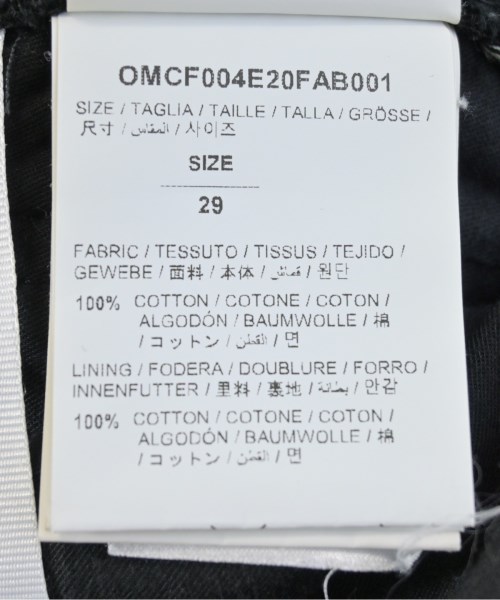 OMCF004E20FAB001
SIZE / TAGLIA / TAILLE / TALLA / GRÖSSE /
尺寸 / المقاس / 사이즈
SIZE
29
FABRIC / TESSUTO / TISSUS / TEJIDO /
GEWEBE / 面料 / 本体 / قماش / 원단
100% COTTON / COTONE / COTON /
ALGODÓN / BAUMWOLLE / 棉
/ コットン / القطن / 면
LINING / FODERA / DOUBLURE / FORRO /
INNENFUTTER / 里料 / 裏地 / بطانة / 안감
100% COTTON / COTONE / COTON /
ALGODÓN / BAUMWOLLE / 棉
/ コットン / القطن / 면